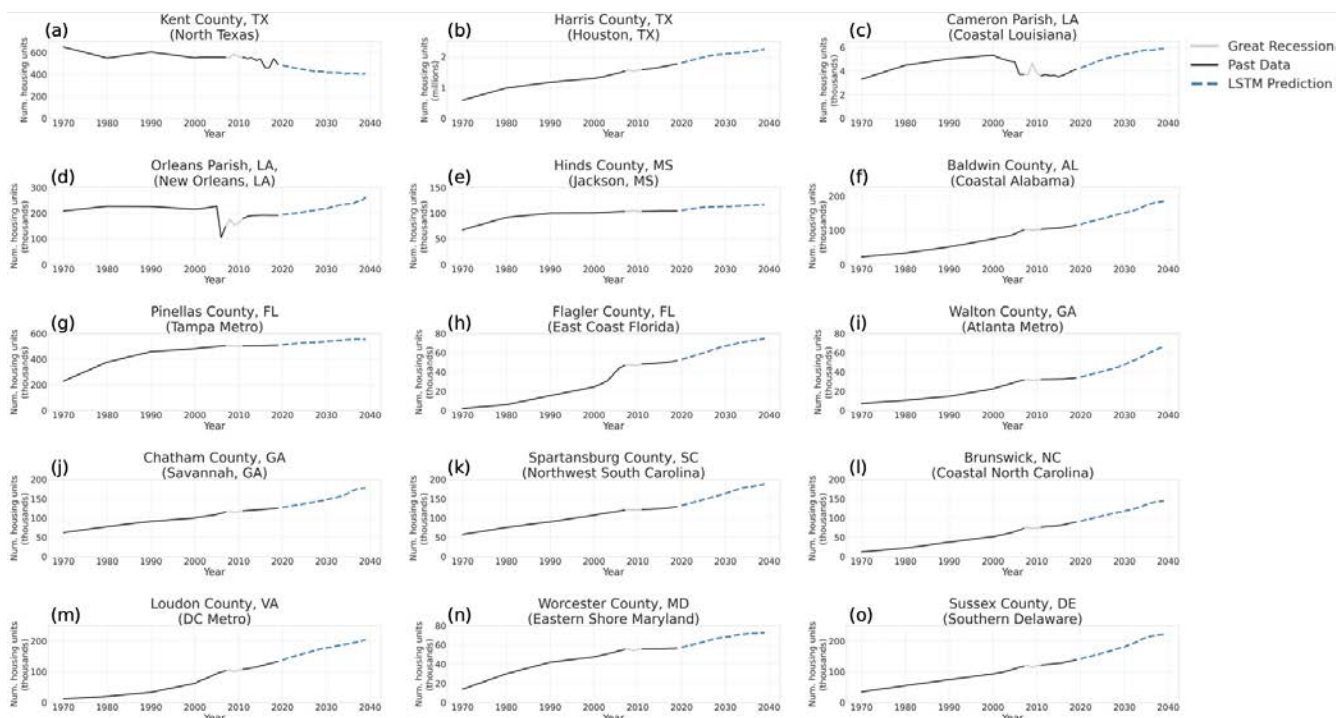 (a) Kent County, TX
(North Texas)
Num. housing units
600
400
200
0
1970 1980 1990 2000 2010 2020 2030 2040
Year
(b) Harris County, TX
(Houston, TX)
Num. housing units
(millions)
2
1
0
1970 1980 1990 2000 2010 2020 2030 2040
Year
(c) Cameron Parish, LA
(Coastal Louisiana)
Num. housing units
(thousands)
6
4
2
0
1970 1980 1990 2000 2010 2020 2030 2040
Year
Great Recession
Past Data
LSTM Prediction
(d) Orleans Parish, LA,
(New Orleans, LA)
Num. housing units
(thousands)
300
200
100
0
1970 1980 1990 2000 2010 2020 2030 2040
Year
(e) Hinds County, MS
(Jackson, MS)
Num. housing units
(thousands)
150
100
50
0
1970 1980 1990 2000 2010 2020 2030 2040
Year
(f) Baldwin County, AL
(Coastal Alabama)
Num. housing units
(thousands)
200
100
0
1970 1980 1990 2000 2010 2020 2030 2040
Year
(g) Pinellas County, FL
(Tampa Metro)
Num. housing units
(thousands)
600
400
200
0
1970 1980 1990 2000 2010 2020 2030 2040
Year
(h) Flagler County, FL
(East Coast Florida)
Num. housing units
(thousands)
80
60
40
20
0
1970 1980 1990 2000 2010 2020 2030 2040
Year
(i) Walton County, GA
(Atlanta Metro)
Num. housing units
(thousands)
80
60
40
20
0
1970 1980 1990 2000 2010 2020 2030 2040
Year
(j) Chatham County, GA
(Savannah, GA)
Num. housing units
(thousands)
200
150
100
50
0
1970 1980 1990 2000 2010 2020 2030 2040
Year
(k) Spartansburg County, SC
(Northwest South Carolina)
Num. housing units
(thousands)
200
150
100
50
0
1970 1980 1990 2000 2010 2020 2030 2040
Year
(l) Brunswick, NC
(Coastal North Carolina)
Num. housing units
(thousands)
200
150
100
50
0
1970 1980 1990 2000 2010 2020 2030 2040
Year
(m) Loudon County, VA
(DC Metro)
Num. housing units
(thousands)
200
100
0
1970 1980 1990 2000 2010 2020 2030 2040
Year
(n) Worcester County, MD
(Eastern Shore Maryland)
Num. housing units
(thousands)
80
60
40
20
0
1970 1980 1990 2000 2010 2020 2030 2040
Year
(o) Sussex County, DE
(Southern Delaware)
Num. housing units
(thousands)
200
100
0
1970 1980 1990 2000 2010 2020 2030 2040
Year